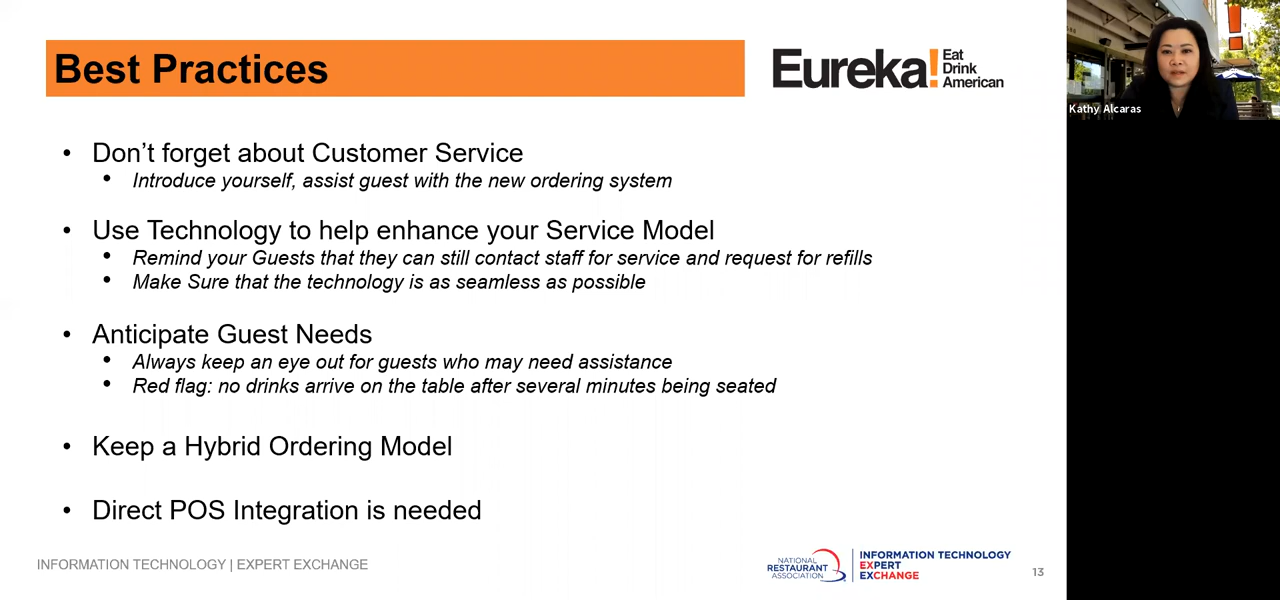 Best Practices
Eureka!
Eat
Drink
American
Kathy Alcaras
• Don’t forget about Customer Service
• Introduce yourself, assist guest with the new ordering system
• Use Technology to help enhance your Service Model
• Remind your Guests that they can still contact staff for service and request for refills
• Make Sure that the technology is as seamless as possible
• Anticipate Guest Needs
• Always keep an eye out for guests who may need assistance
• Red flag: no drinks arrive on the table after several minutes being seated
• Keep a Hybrid Ordering Model
• Direct POS Integration is needed
INFORMATION TECHNOLOGY | EXPERT EXCHANGE
NATIONAL
RESTAURANT
ASSOCIATION
INFORMATION TECHNOLOGY
EXPERT
EXCHANGE
13